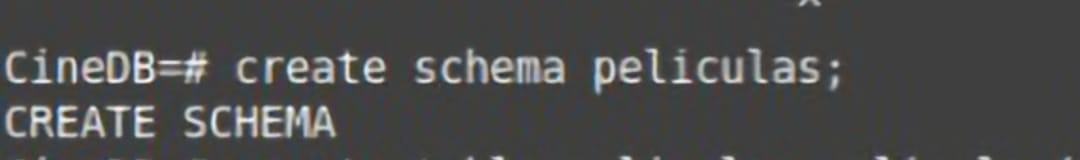 CineDB=# create schema peliculas;
CREATE SCHEMA